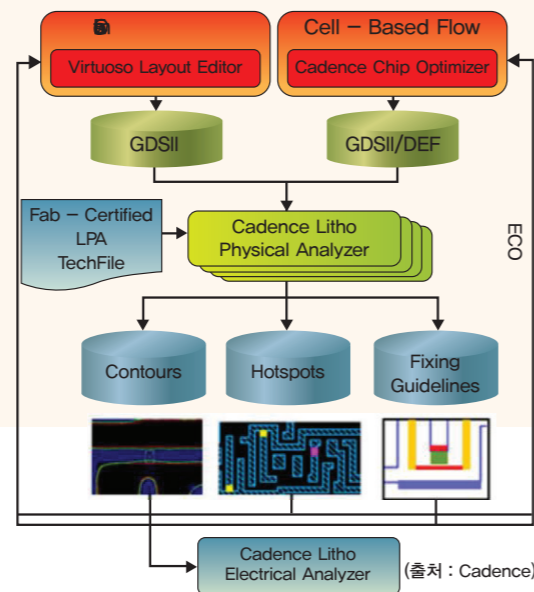 Cell – Based Flow
Virtuoso Layout Editor
Cadence Chip Optimizer
GDSII
GDSII/DEF
Fab – Certified
LPA
TechFile
Cadence Litho
Physical Analyzer
ECO
Contours
Hotspots
Fixing
Guidelines
Cadence Litho
Electrical Analyzer
(출처 : Cadence)